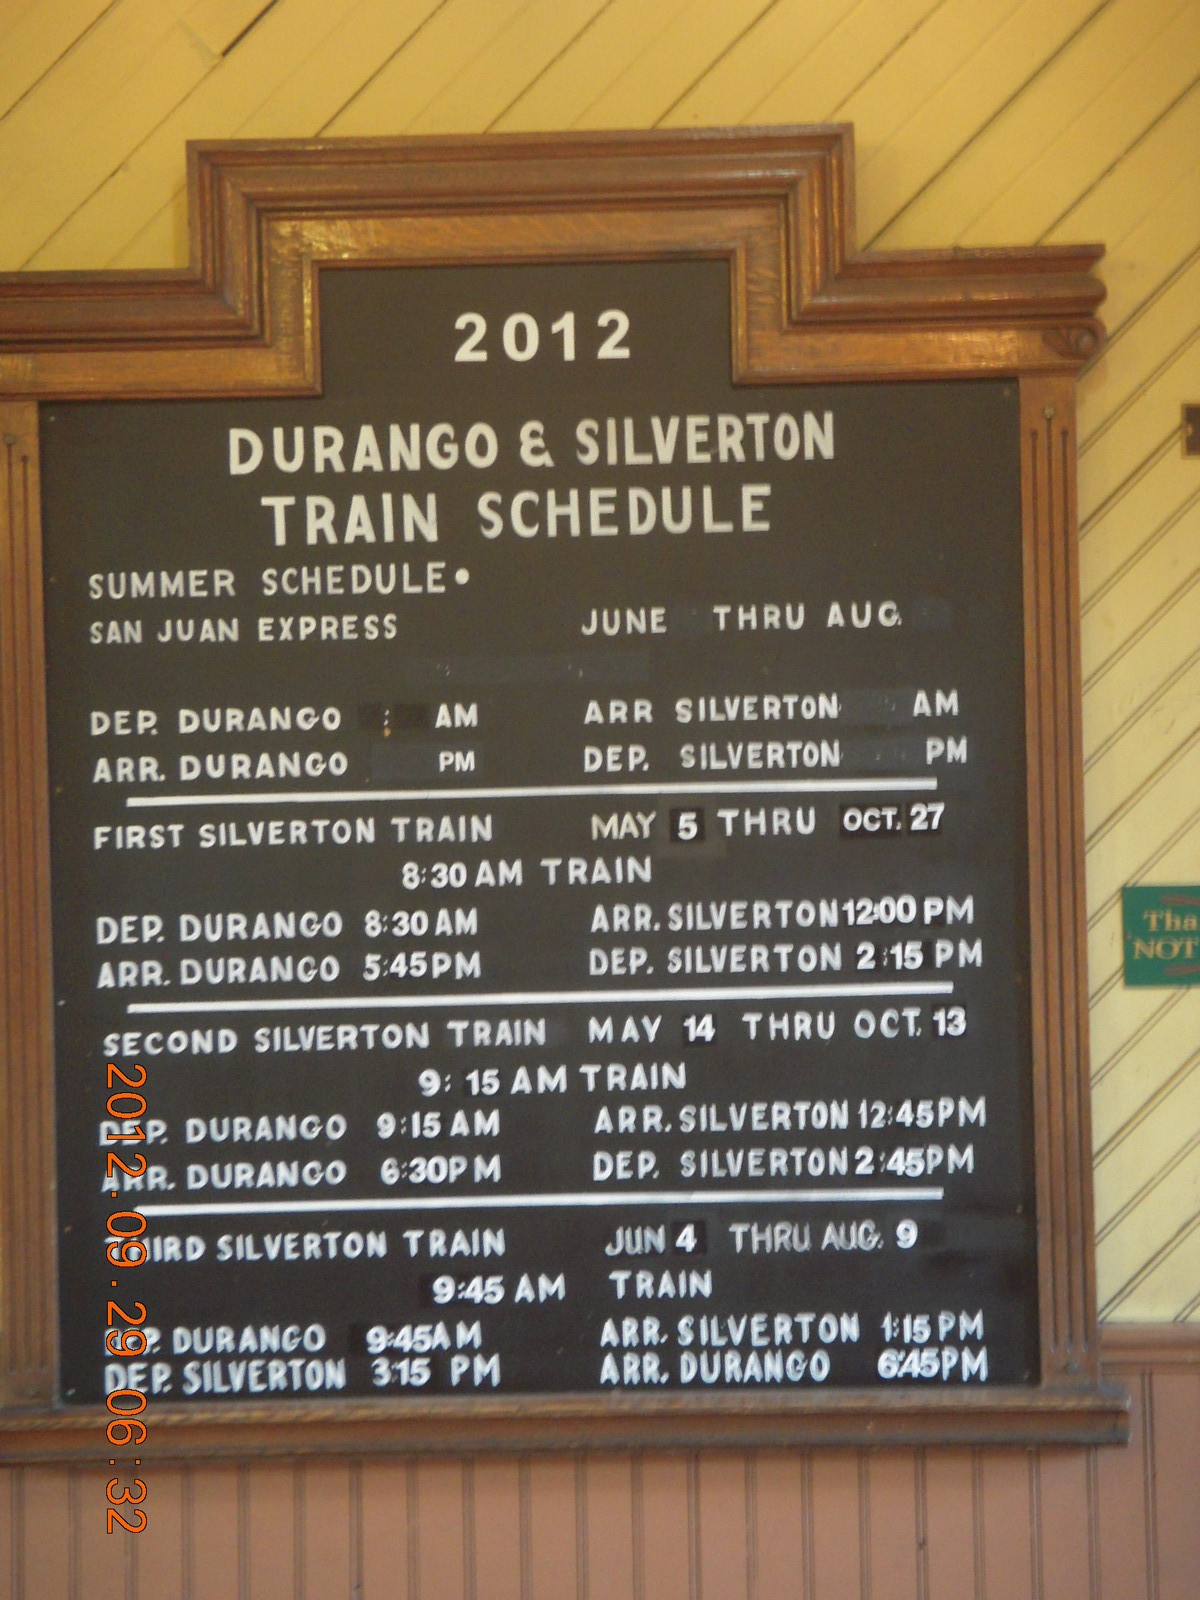 2012
DURANGO & SILVERTON
TRAIN SCHEDULE
SUMMER SCHEDULE•
SAN JUAN EXPRESS JUNE THRU AUG.
DEP. DURANGO : AM ARR SILVERTON AM
ARR. DURANGO PM DEP. SILVERTON PM
FIRST SILVERTON TRAIN MAY 5 THRU OCT. 27
8:30 AM TRAIN
DEP. DURANGO 8:30 AM ARR. SILVERTON 12:00 PM
ARR. DURANGO 5:45 PM DEP. SILVERTON 2:15 PM
SECOND SILVERTON TRAIN MAY 14 THRU OCT. 13
9:15 AM TRAIN
DEP. DURANGO 9:15 AM ARR. SILVERTON 12:45 PM
ARR. DURANGO 6:30 PM DEP. SILVERTON 2:45 PM
THIRD SILVERTON TRAIN JUN 4 THRU AUG. 9
9:45 AM TRAIN
DEP. DURANGO 9:45 AM ARR. SILVERTON 1:15 PM
DEP. SILVERTON 3:15 PM ARR. DURANGO 6:45 PM
Tha
NOT
2012.09.29 06:32